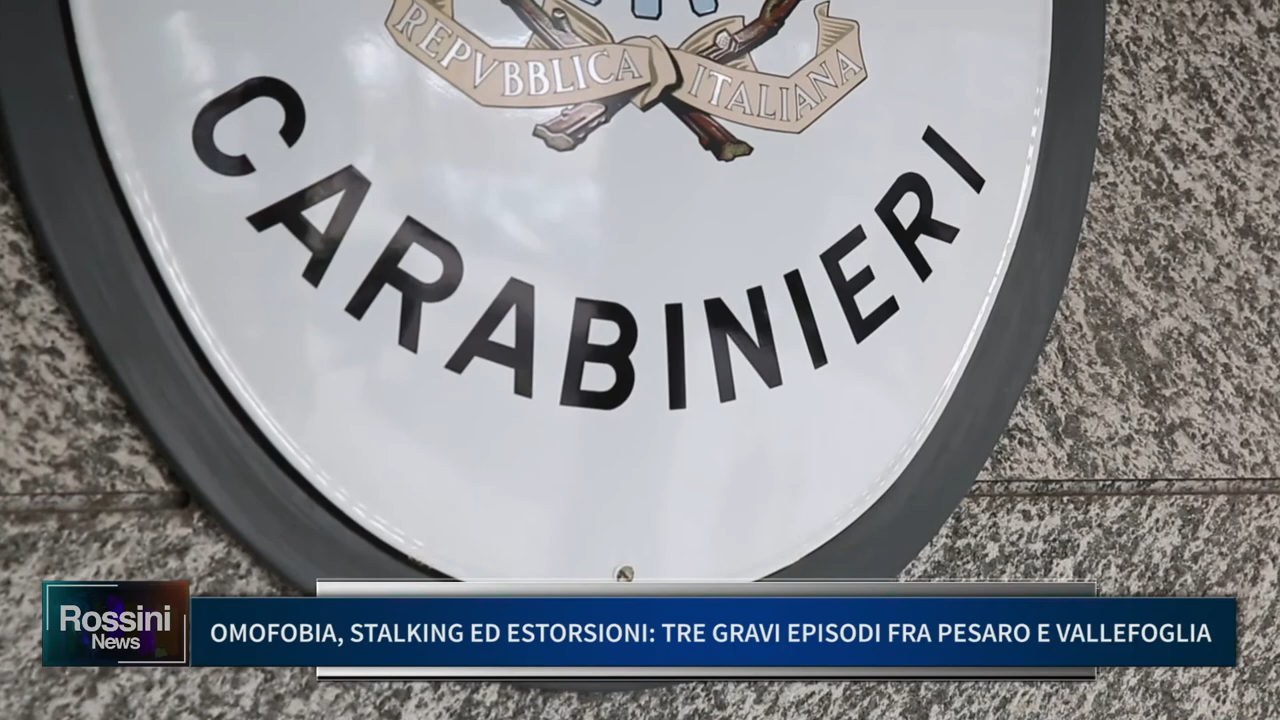 REPVBBLICA ITALIANA
CARABINIERI
Rossini
News
OMOFOBIA, STALKING ED ESTORSIONI: TRE GRAVI EPISODI FRA PESARO E VALLEFOGLIA